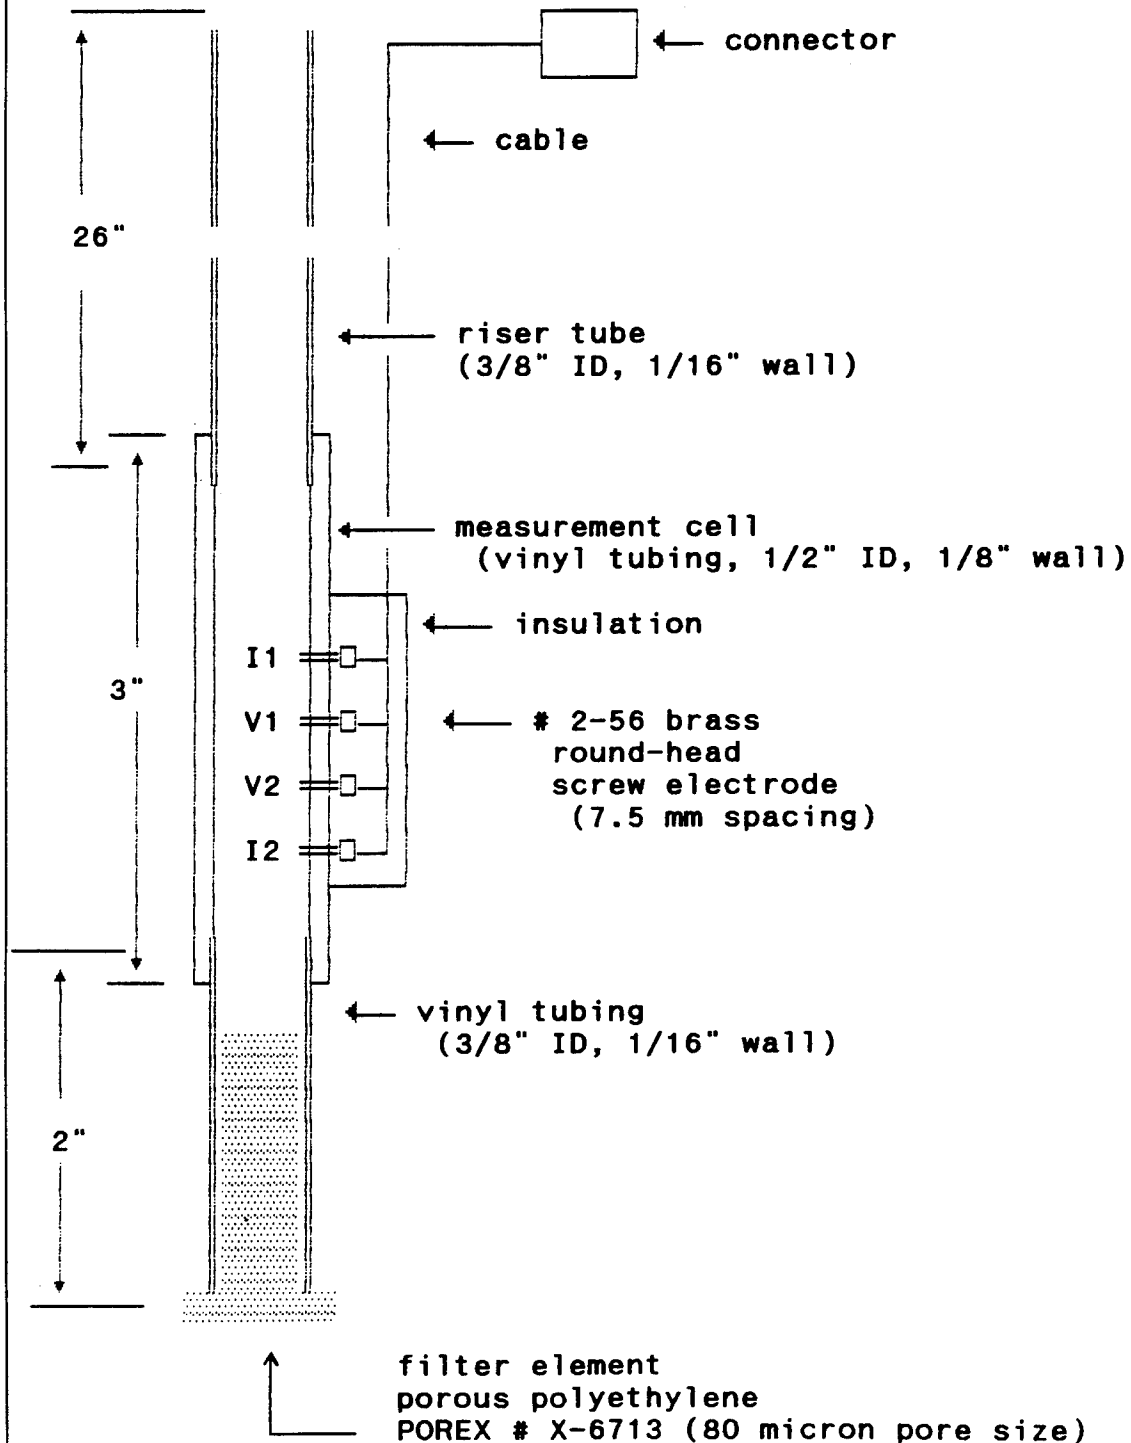 connector
cable
26"
riser tube
(3/8" ID, 1/16" wall)
measurement cell
(vinyl tubing, 1/2" ID, 1/8" wall)
insulation
I1
3"
V1
# 2-56 brass
round-head
V2
screw electrode
(7.5 mm spacing)
I2
vinyl tubing
(3/8" ID, 1/16" wall)
2"
filter element
porous polyethylene
POREX # X-6713 (80 micron pore size)